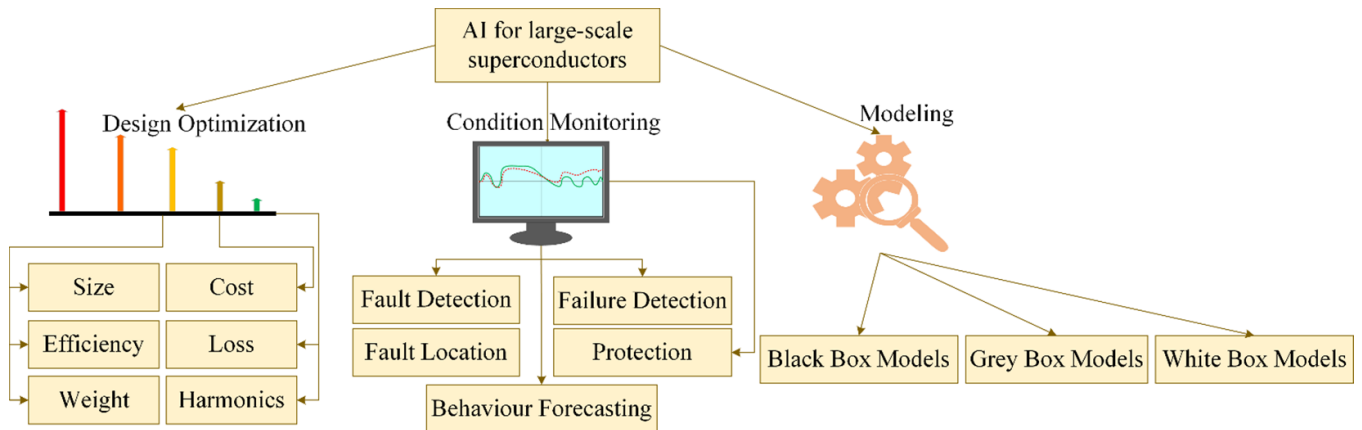 AI for large-scale
superconductors
Design Optimization
Condition Monitoring
Modeling
Size
Cost
Efficiency
Loss
Weight
Harmonics
Fault Detection
Failure Detection
Fault Location
Protection
Behaviour Forecasting
Black Box Models
Grey Box Models
White Box Models